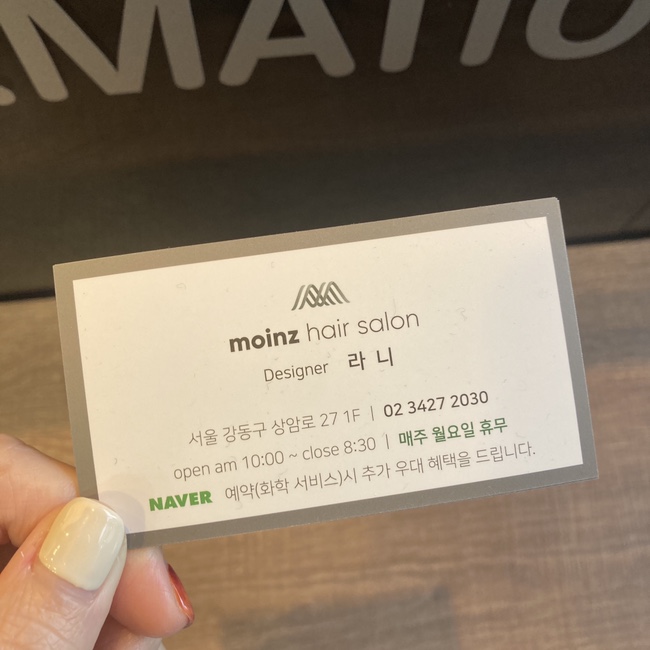 MATIO
moinz hair salon
Designer 라 니
서울 강동구 상암로 27 1F | 02 3427 2030
open am 10:00 ~ close 8:30 | 매주 월요일 휴무
NAVER 예약(화학 서비스)시 추가 우대 혜택을 드립니다.